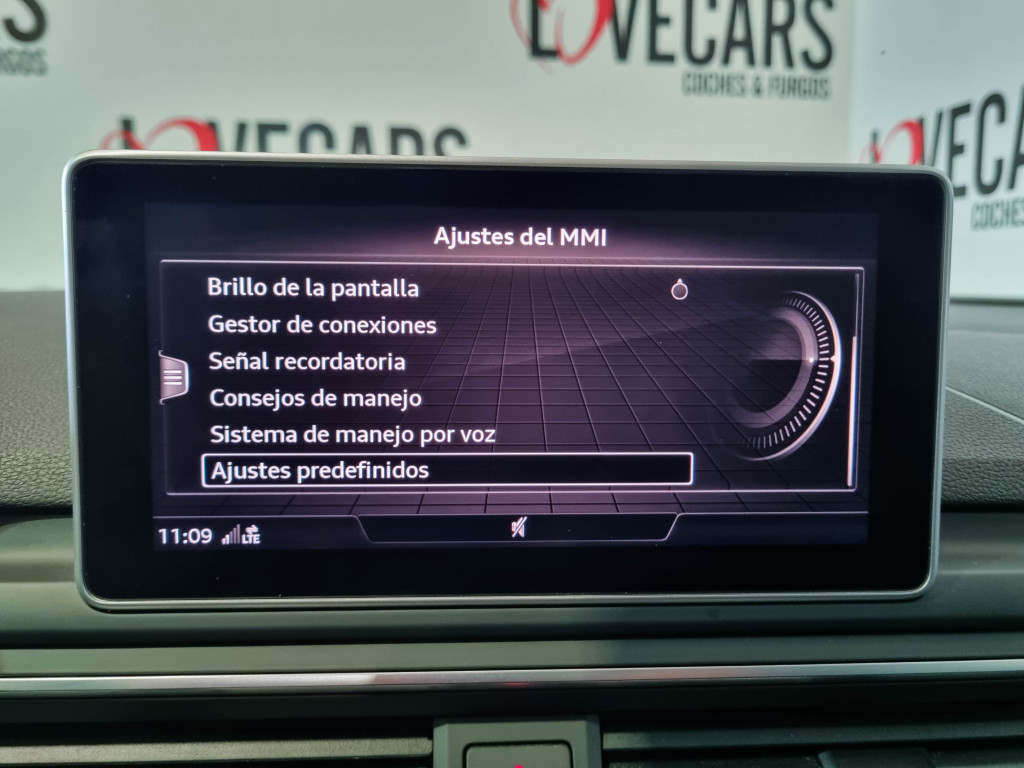 S
LOVECARS
COCHES & FURGOS
LOVECARS
Ajustes del MMI
Brillo de la pantalla
Gestor de conexiones
Señal recordatoria
Consejos de manejo
Sistema de manejo por voz
Ajustes predefinidos
11:09
LTE